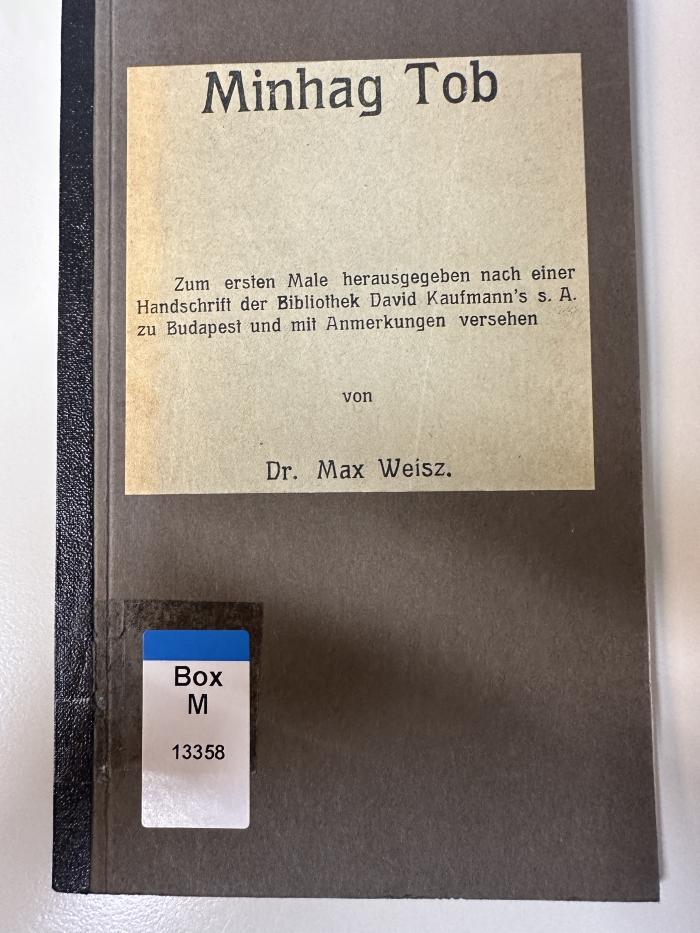 Minhag Tob
Zum ersten Male herausgegeben nach einer
Handschrift der Bibliothek David Kaufmann's s. A.
zu Budapest und mit Anmerkungen versehen
von
Dr. Max Weisz.
Box
M
13358